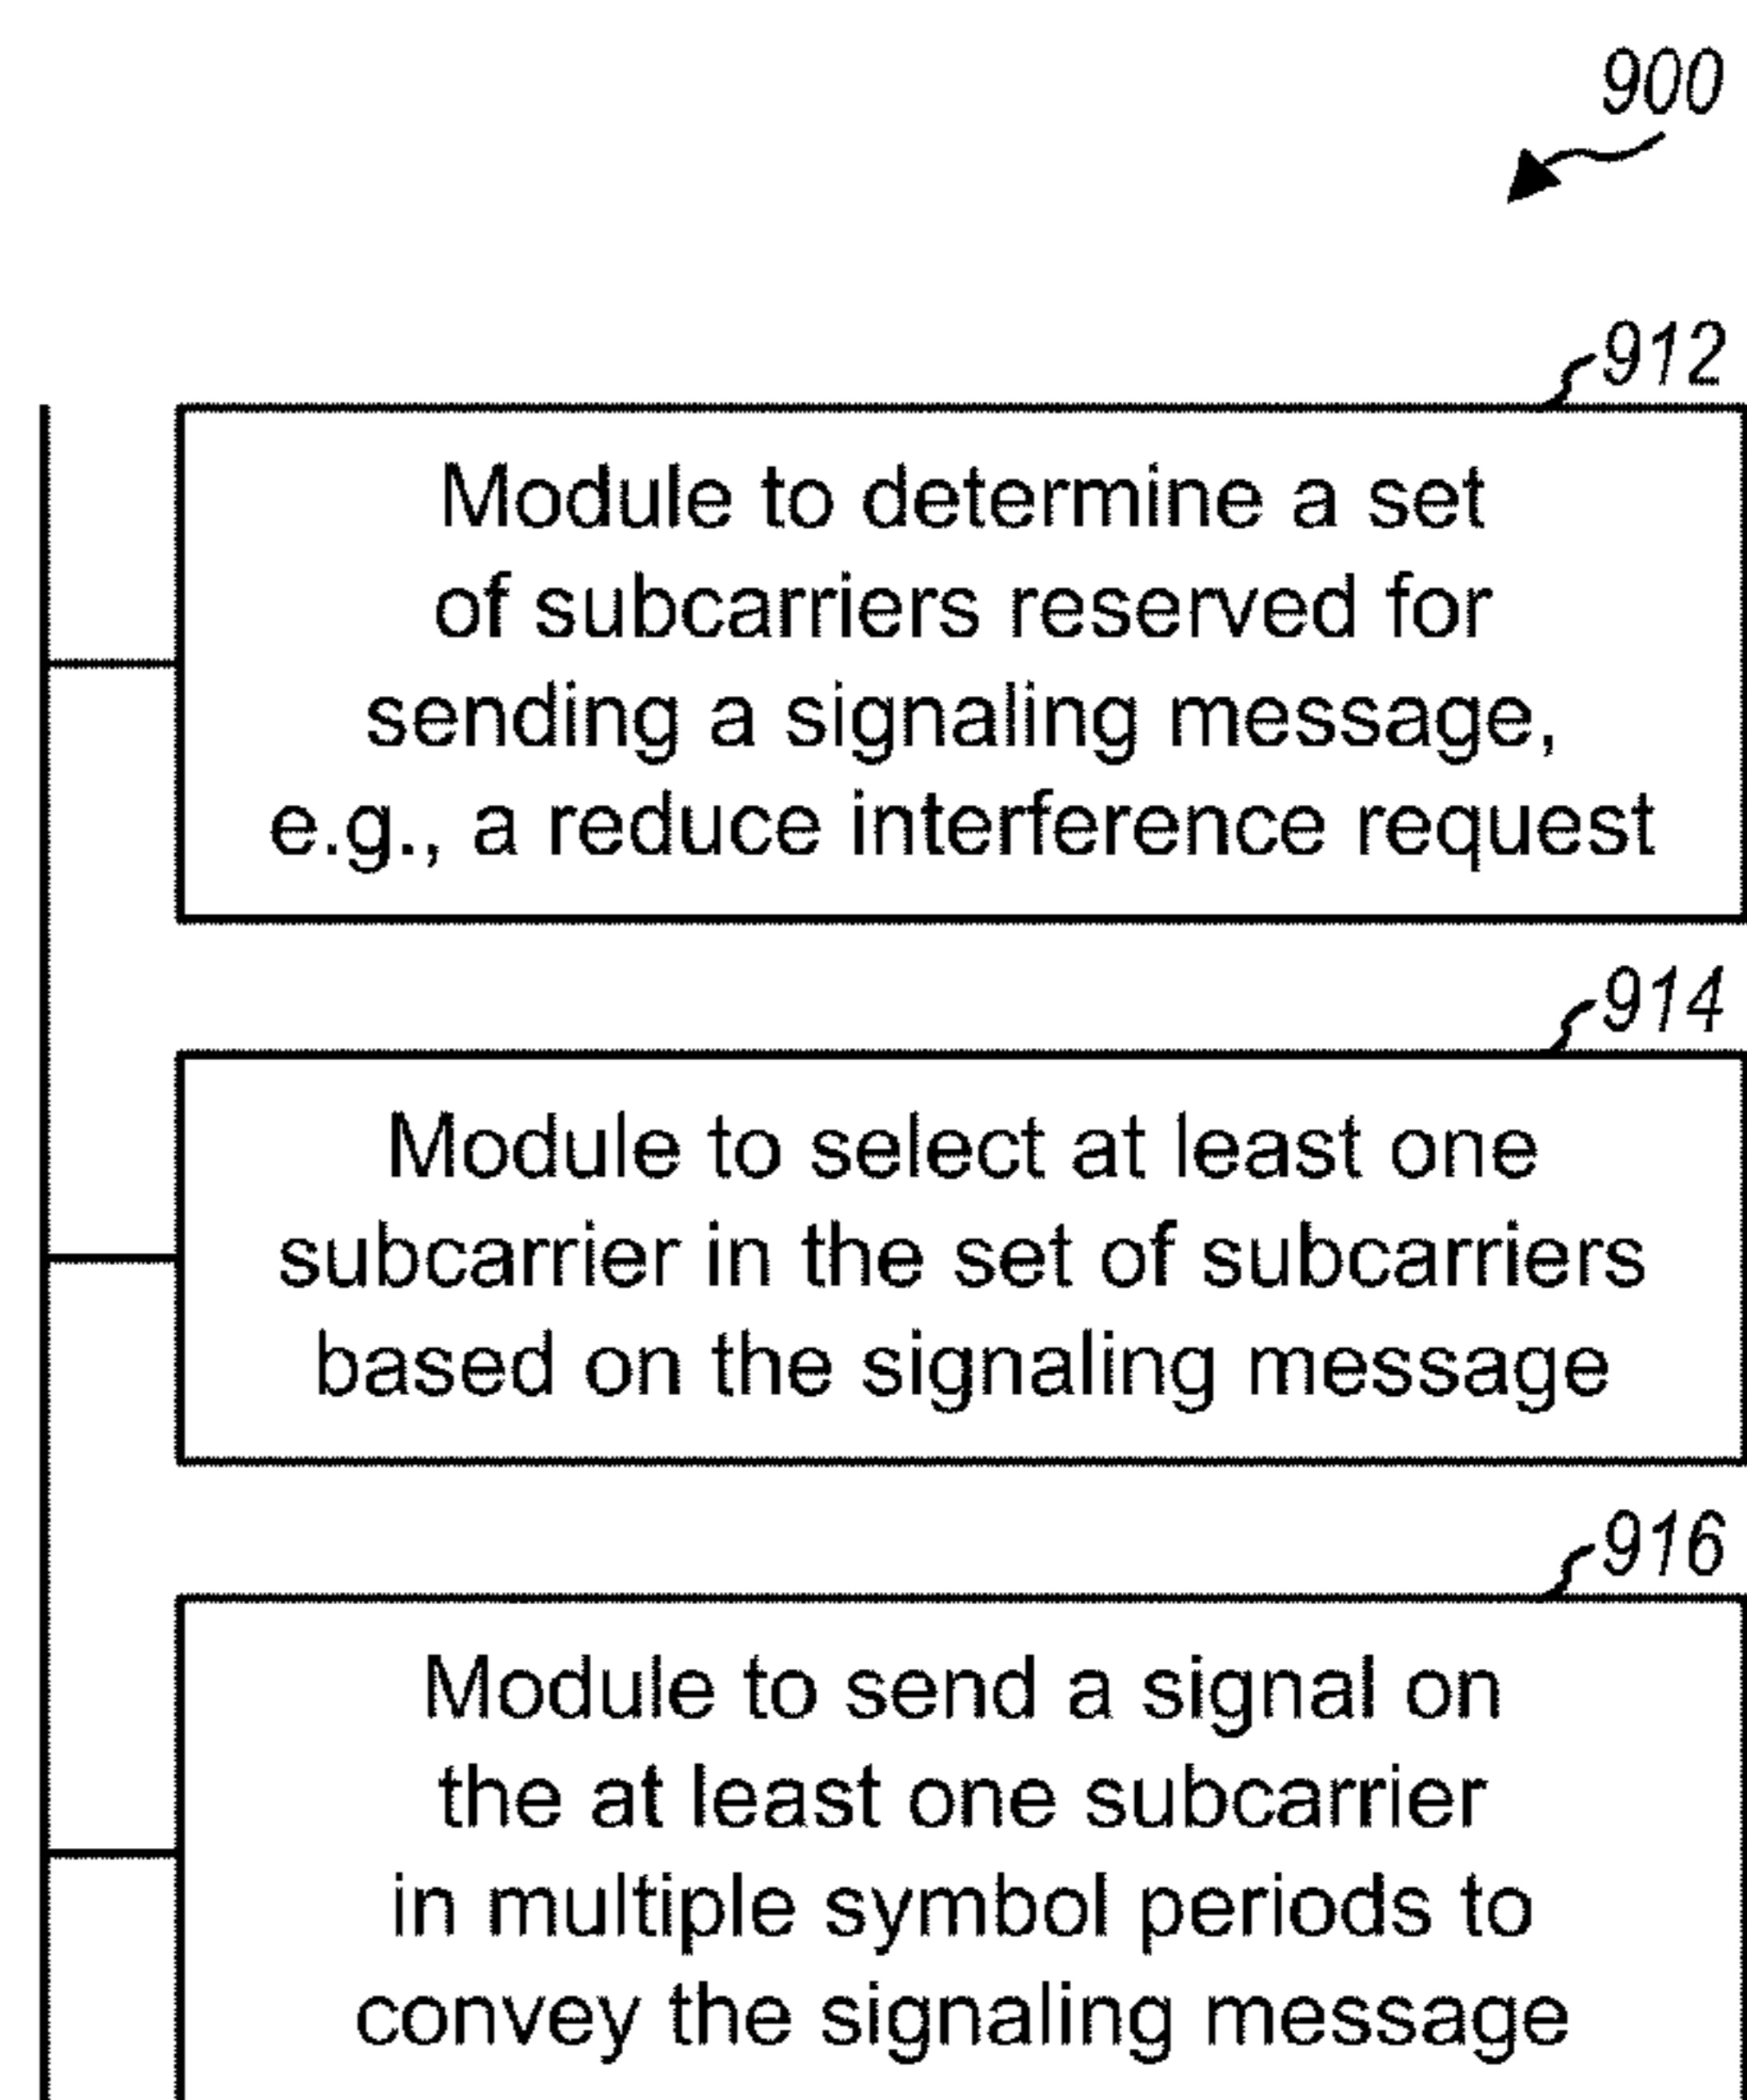 900
912
Module to determine a set
of subcarriers reserved for
sending a signaling message,
e.g., a reduce interference request
914
Module to select at least one
subcarrier in the set of subcarriers
based on the signaling message
916
Module to send a signal on
the at least one subcarrier
in multiple symbol periods to
convey the signaling message